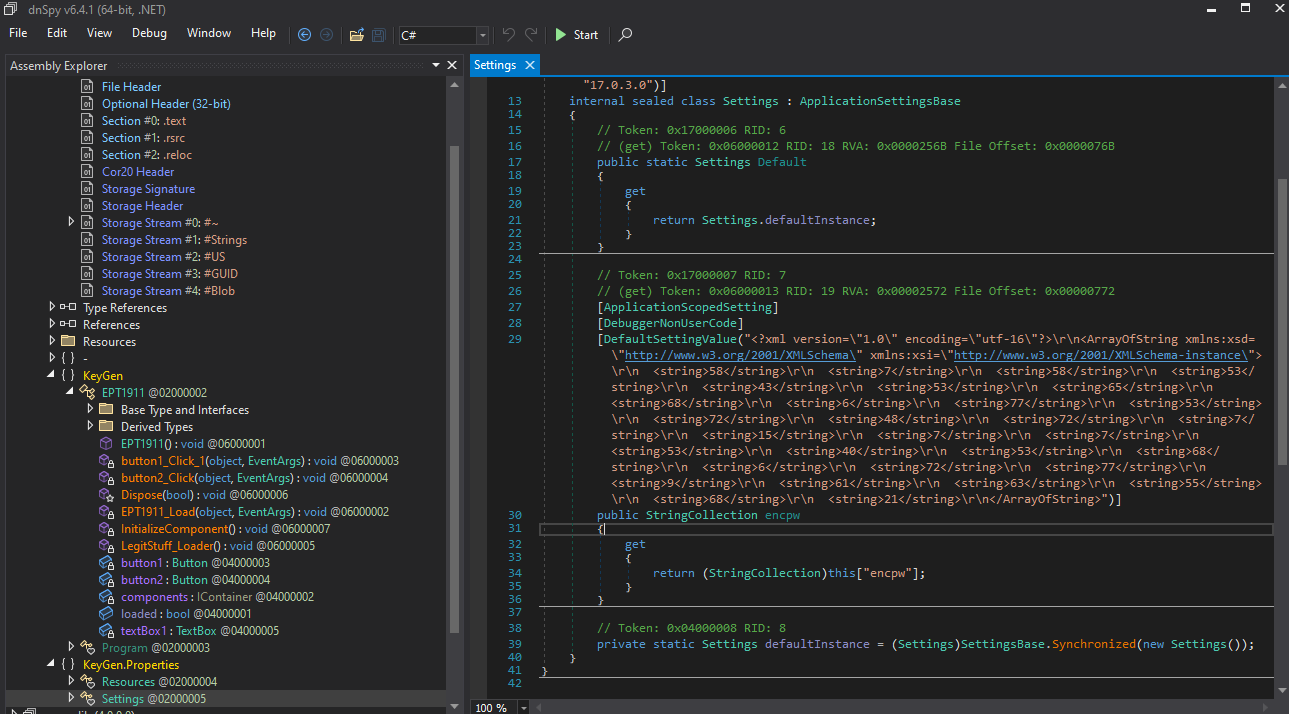 dnSpy v6.4.1 (64-bit, .NET)
File Edit View Debug Window Help C# Start
Assembly Explorer
File Header
Optional Header (32-bit)
Section #0: .text
Section #1: .rsrc
Section #2: .reloc
Cor20 Header
Storage Signature
Storage Header
Storage Stream #0: #~
Storage Stream #1: #Strings
Storage Stream #2: #US
Storage Stream #3: #GUID
Storage Stream #4: #Blob
Type References
References
Resources
{ } -
{ } KeyGen
EPT1911 @02000002
Base Type and Interfaces
Derived Types
EPT1911() : void @06000001
button1_Click_1(object, EventArgs) : void @06000003
button2_Click(object, EventArgs) : void @06000004
Dispose(bool) : void @06000006
EPT1911_Load(object, EventArgs) : void @06000002
InitializeComponent() : void @06000007
LegitStuff_Loader() : void @06000005
button1 : Button @04000003
button2 : Button @04000004
components : IContainer @04000002
loaded : bool @04000001
textBox1 : TextBox @04000005
Program @02000003
{ } KeyGen.Properties
Resources @02000004
Settings @02000005
Settings
"17.0.3.0")]
13 internal sealed class Settings : ApplicationSettingsBase
14 {
15 // Token: 0x17000006 RID: 6
16 // (get) Token: 0x06000012 RID: 18 RVA: 0x0000256B File Offset: 0x0000076B
17 public static Settings Default
18 {
19 get
20 {
21 return Settings.defaultInstance;
22 }
23 }
24
25 // Token: 0x17000007 RID: 7
26 // (get) Token: 0x06000013 RID: 19 RVA: 0x00002572 File Offset: 0x00000772
27 [ApplicationScopedSetting]
28 [DebuggerNonUserCode]
29 [DefaultSettingValue("<?xml version=\"1.0\" encoding=\"utf-16\"?>\r\n<ArrayOfString xmlns:xsd=
\"http://www.w3.org/2001/XMLSchema\" xmlns:xsi=\"http://www.w3.org/2001/XMLSchema-instance\">
\r\n <string>58</string>\r\n <string>7</string>\r\n <string>58</string>\r\n <string>53</
string>\r\n <string>43</string>\r\n <string>53</string>\r\n <string>65</string>\r\n
<string>68</string>\r\n <string>6</string>\r\n <string>77</string>\r\n <string>53</string>
\r\n <string>72</string>\r\n <string>48</string>\r\n <string>72</string>\r\n <string>7</
string>\r\n <string>15</string>\r\n <string>7</string>\r\n <string>7</string>\r\n
<string>53</string>\r\n <string>40</string>\r\n <string>53</string>\r\n <string>68</
string>\r\n <string>6</string>\r\n <string>72</string>\r\n <string>77</string>\r\n
<string>9</string>\r\n <string>61</string>\r\n <string>63</string>\r\n <string>55</string>
\r\n <string>68</string>\r\n <string>21</string>\r\n</ArrayOfString>")]
30 public StringCollection encpw
31 {
32 get
33 {
34 return (StringCollection)this["encpw"];
35 }
36 }
37
38 // Token: 0x04000008 RID: 8
39 private static Settings defaultInstance = (Settings)SettingsBase.Synchronized(new Settings());
40 }
41 }
42
100 %